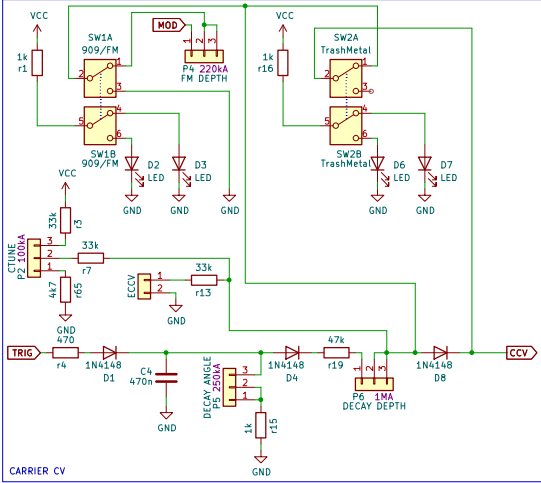 VCC
SW1A
909/FM
MOD
VCC
SW2A
TrashMetal
1k
r1
2
1
3
1
2
3
P4 220kA
FM DEPTH
1k
r16
2
1
3
5
4
6
SW1B
909/FM
5
4
6
SW2B
TrashMetal
D2
LED
D3
LED
D6
LED
D7
LED
GND
GND
GND
GND
GND
VCC
33k
r3
CTUNE
P2 100kA
3
2
1
33k
r7
4k7
r65
GND
ECCV
1
2
33k
r13
GND
TRIG
470
r4
1N4148
D1
C4
470n
GND
DECAY ANGLE
P5 250kA
3
2
1
1k
r15
GND
1N4148
D4
47k
r19
1
2
3
P6 1MA
DECAY DEPTH
1N4148
D8
CCV
CARRIER CV